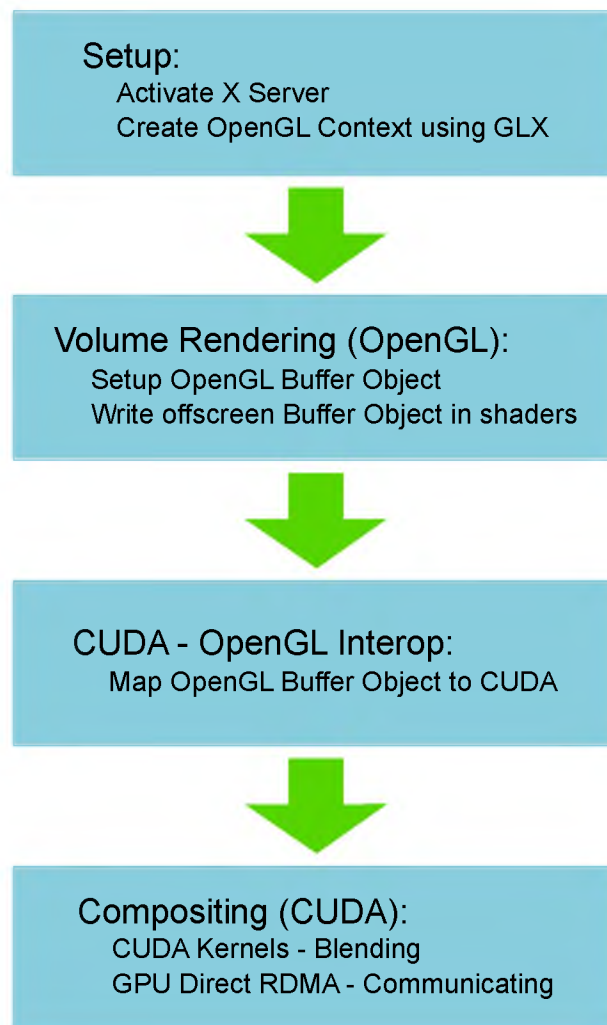 Setup:
Activate X Server
Create OpenGL Context using GLX
Volume Rendering (OpenGL):
Setup OpenGL Buffer Object
Write offscreen Buffer Object in shaders
CUDA - OpenGL Interop:
Map OpenGL Buffer Object to CUDA
Compositing (CUDA):
CUDA Kernels - Blending
GPU Direct RDMA - Communicating